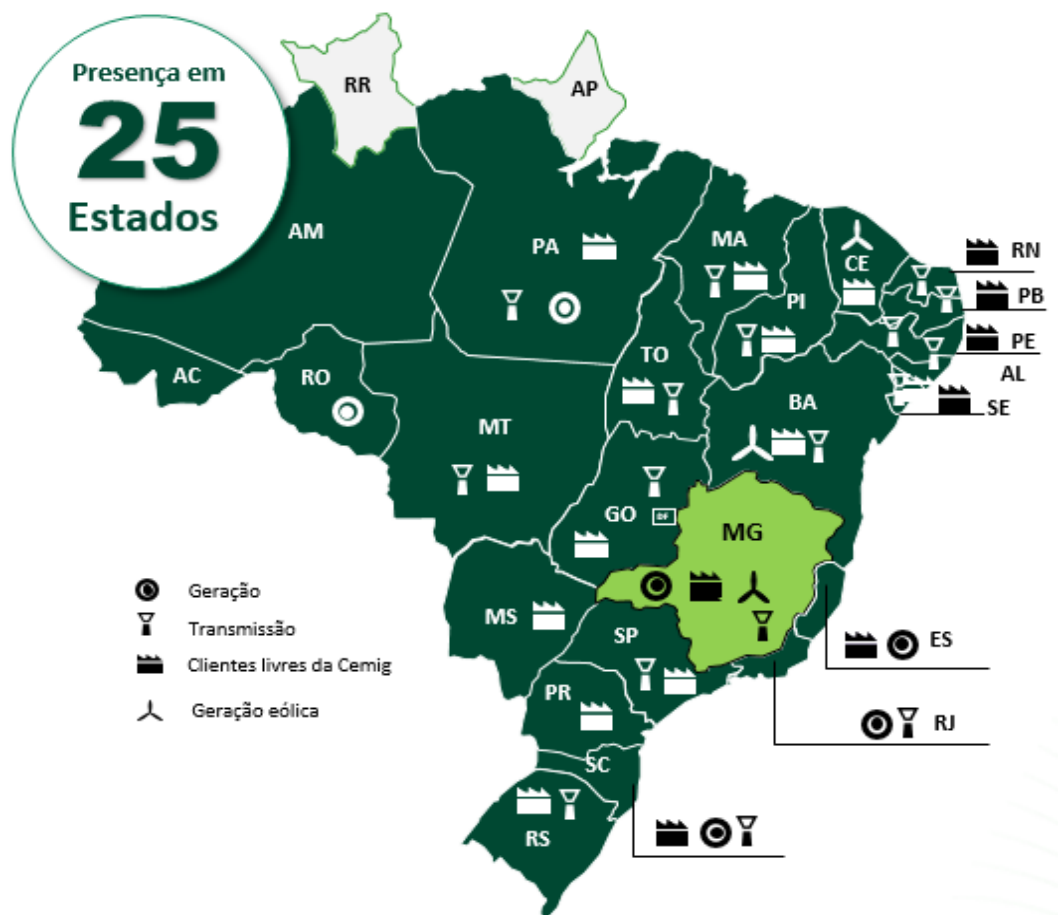 Presença em
25
Estados
RR
AP
AM
PA
MA
CE
RN
PI
PB
PE
TO
AL
AC
RO
SE
BA
MT
GO
DF
MG
Geração
Transmissão
Clientes livres da Cemig
Geração eólica
MS
SP
ES
PR
RJ
SC
RS